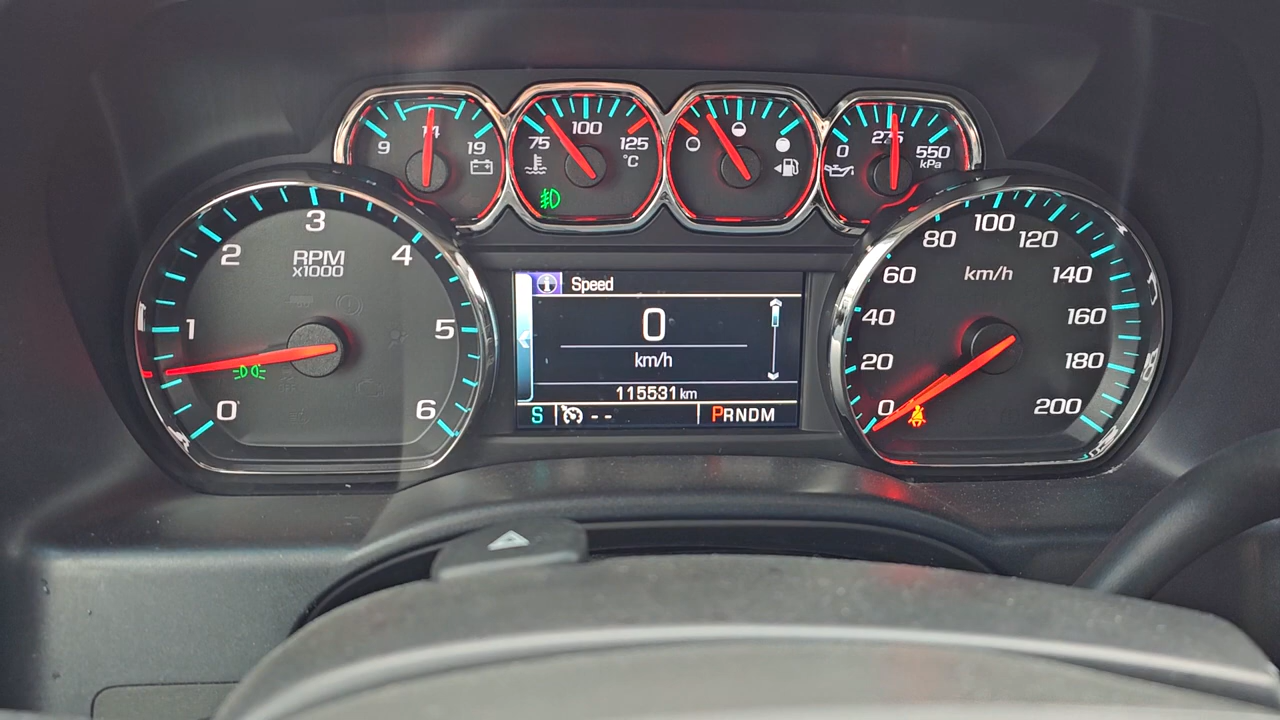 9 14 19
75 100 125
°C
0 275 550
kPa
0 1 2 3 4 5 6
RPM
x1000
Speed
0
km/h
115531 km
S -- PRNDM
0 20 40 60 80 100 120 140 160 180 200
km/h